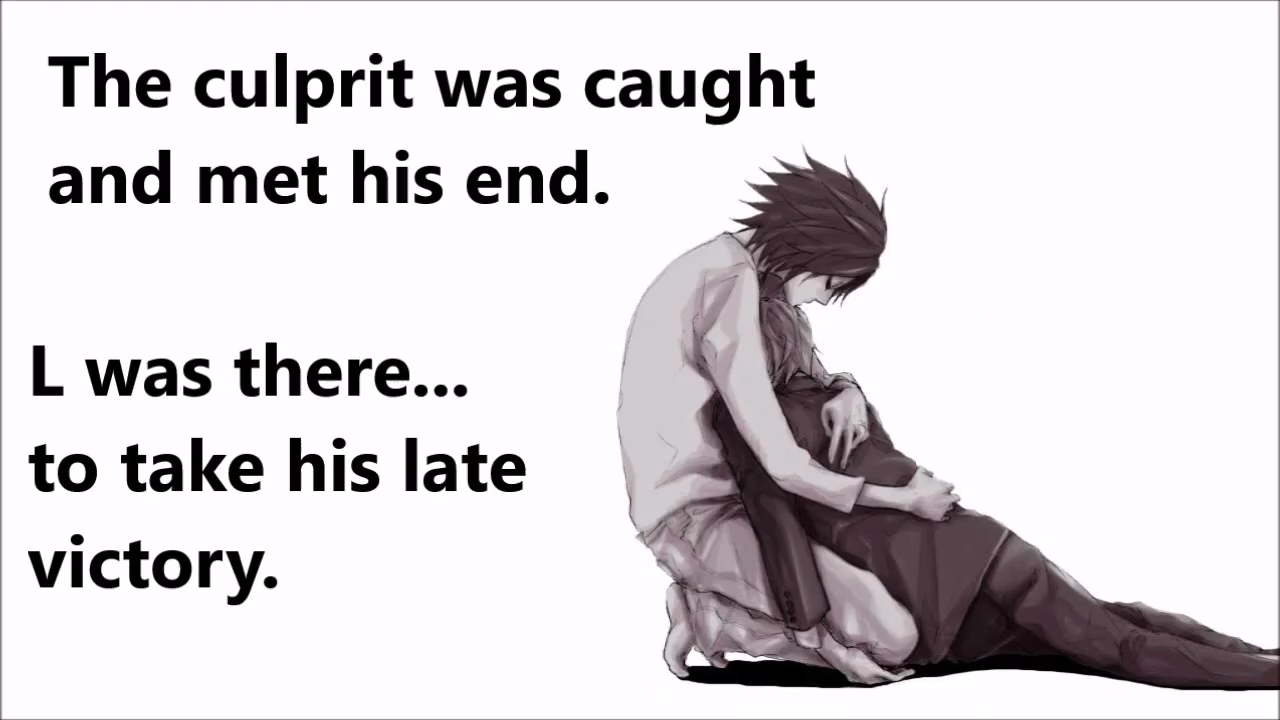 The culprit was caught
and met his end.
L was there...
to take his late
victory.